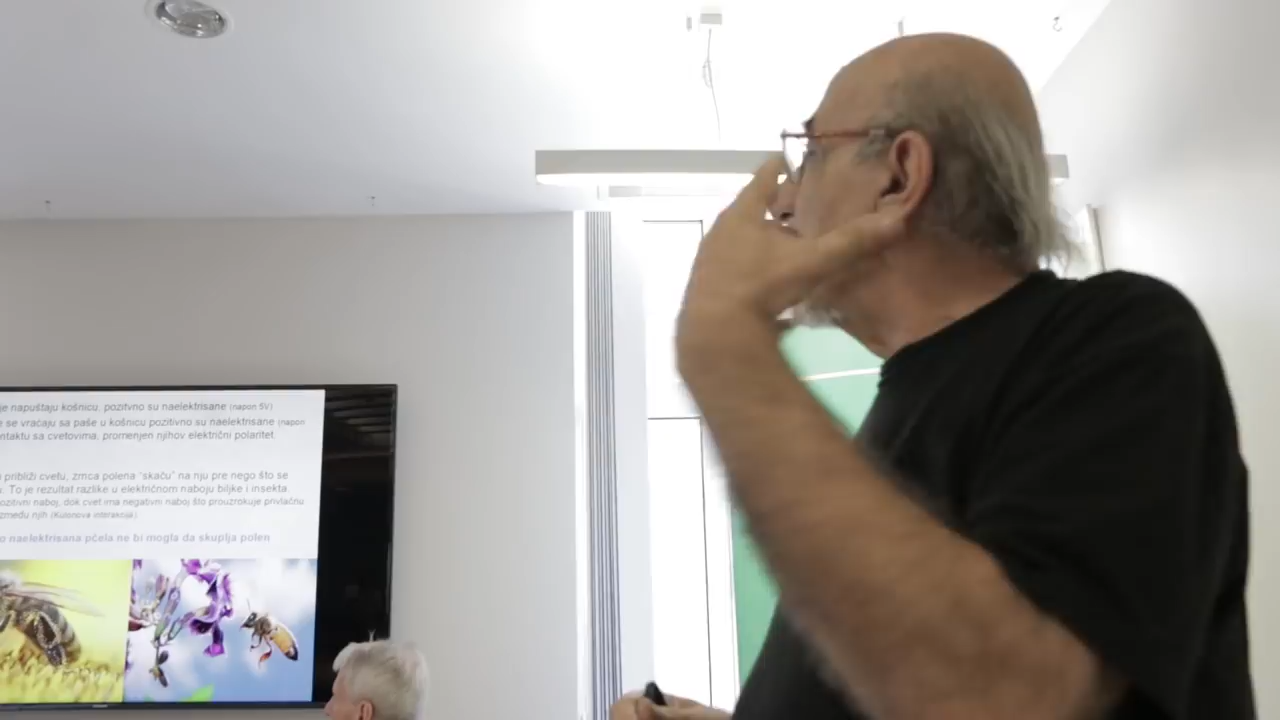 je napuštaju košnicu, pozitvno su naelektrisane (napon 5V)
e se vraćaju sa paše u košnicu pozitivno su naelektrisane (napon
ntaktu sa cvetovima, promenjen njihov električni polaritet.
približi cvetu, zrnca polena "skaču" na nju pre nego što se
. To je rezultat razlike u električnom naboju biljke i insekta.
ozitivni naboj, dok cvet ima negativni naboj što prouzrokuje privlačnu
između njih (Kulonova interakcija)
o naelektrisana pčela ne bi mogla da skuplja polen